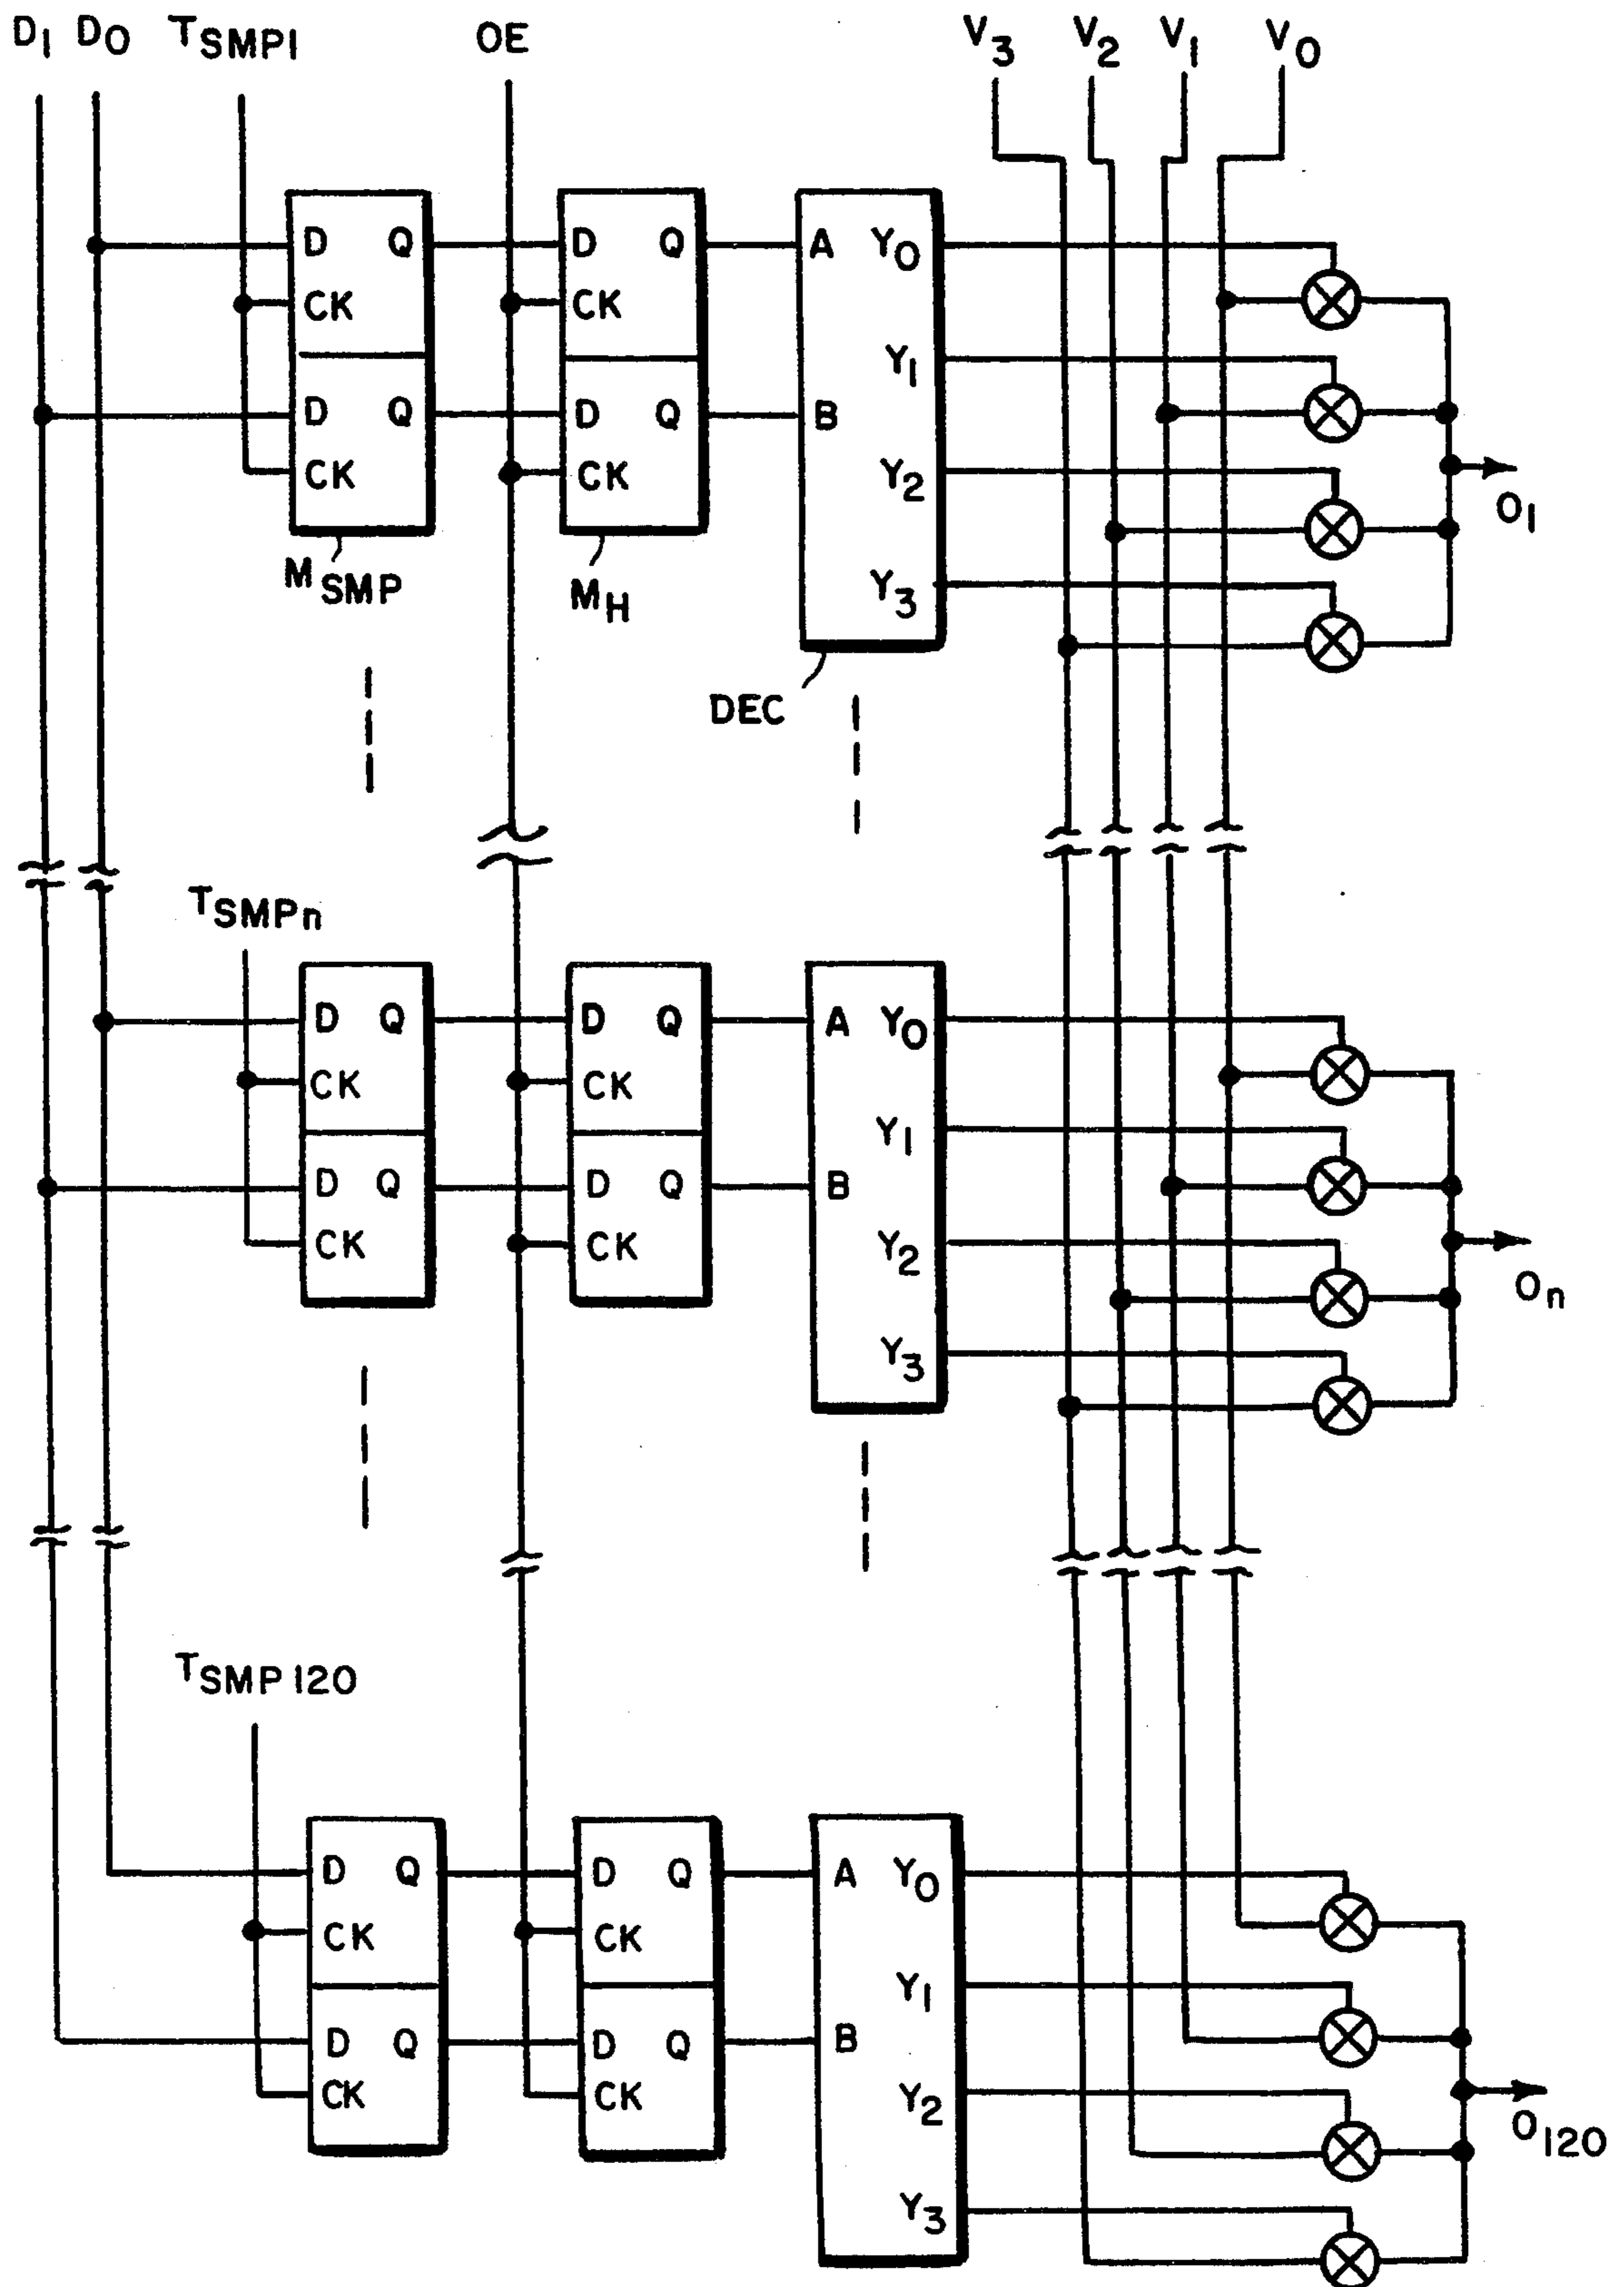 D1 D0 TSMP1 OE V3 V2 V1 V0
D Q D Q A Y0
CK CK
Y1
D Q D Q B
CK CK Y2
O1
MSMP MH Y3
DEC
TSMPn
D Q D Q A Y0
CK CK
Y1
D Q D Q B
CK CK Y2
On
Y3
TSMP120
D Q D Q A Y0
CK CK
Y1
D Q D Q B
CK CK Y2
O120
Y3